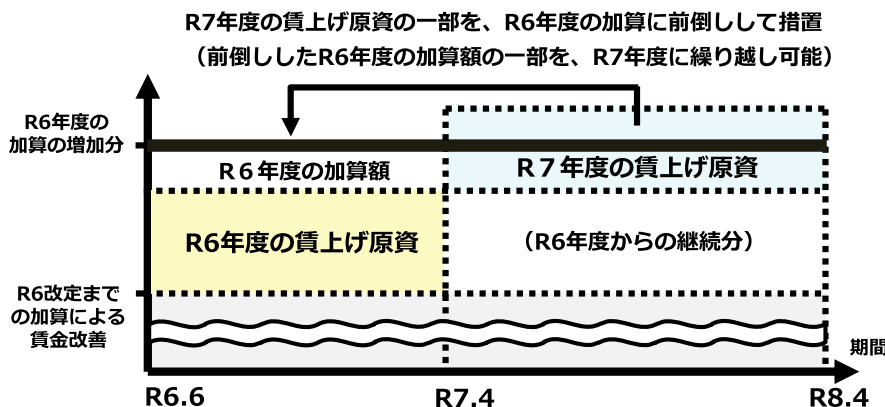 R7年度の賃上げ原資の一部を、R6年度の加算に前倒しして措置
（前倒ししたR6年度の加算額の一部を、R7年度に繰り越し可能）
R6年度の
加算の増加分
R６年度の加算額
R７年度の賃上げ原資
R6年度の賃上げ原資
（R6年度からの継続分）
R6改定まで
の加算による
賃金改善
期間
R6.6
R7.4
R8.4